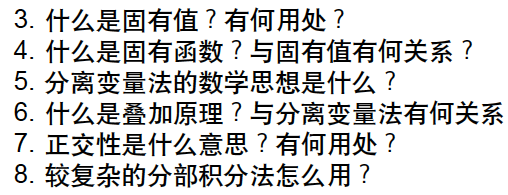 3. 什么是固有值？有何用处？
4. 什么是固有函数？与固有值有何关系？
5. 分离变量法的数学思想是什么？
6. 什么是叠加原理？与分离变量法有何关系
7. 正交性是什么意思？有何用处？
8. 较复杂的分部积分法怎么用？